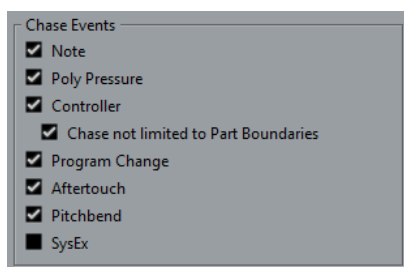 Chase Events
Note
Poly Pressure
Controller
Chase not limited to Part Boundaries
Program Change
Aftertouch
Pitchbend
SysEx